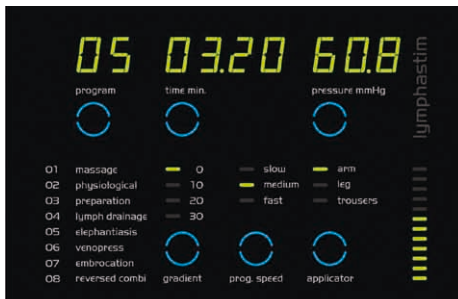 05 03.20 60.8
program time min. pressure mmHg
lymphastim
01 massage 0 slow arm
02 physiological 10 medium leg
03 preparation 20 fast trousers
04 lymph drainage 30
05 elephantiasis
06 venopress
07 embrocation
08 reversed combi gradient prog. speed applicator